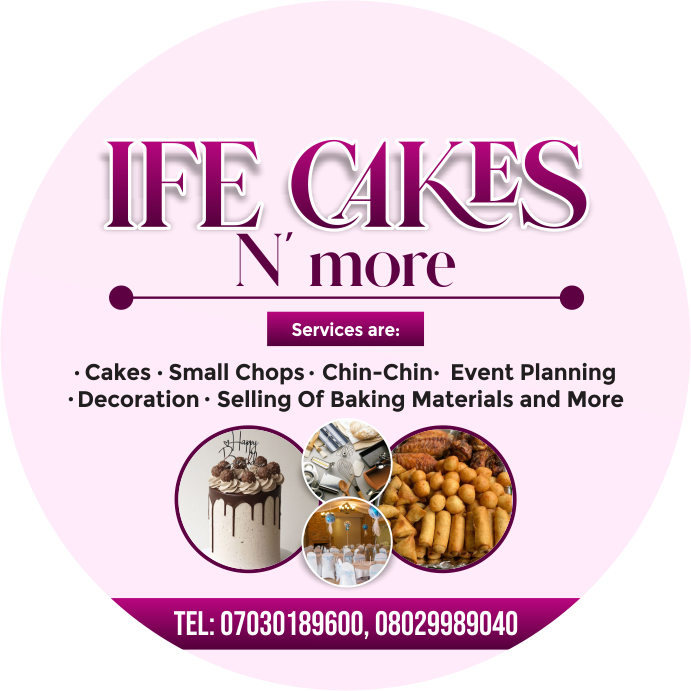 IFE CAKES
N' more
Services are:
· Cakes · Small Chops · Chin-Chin· Event Planning
· Decoration · Selling Of Baking Materials and More
Happy
TEL: 07030189600, 08029989040